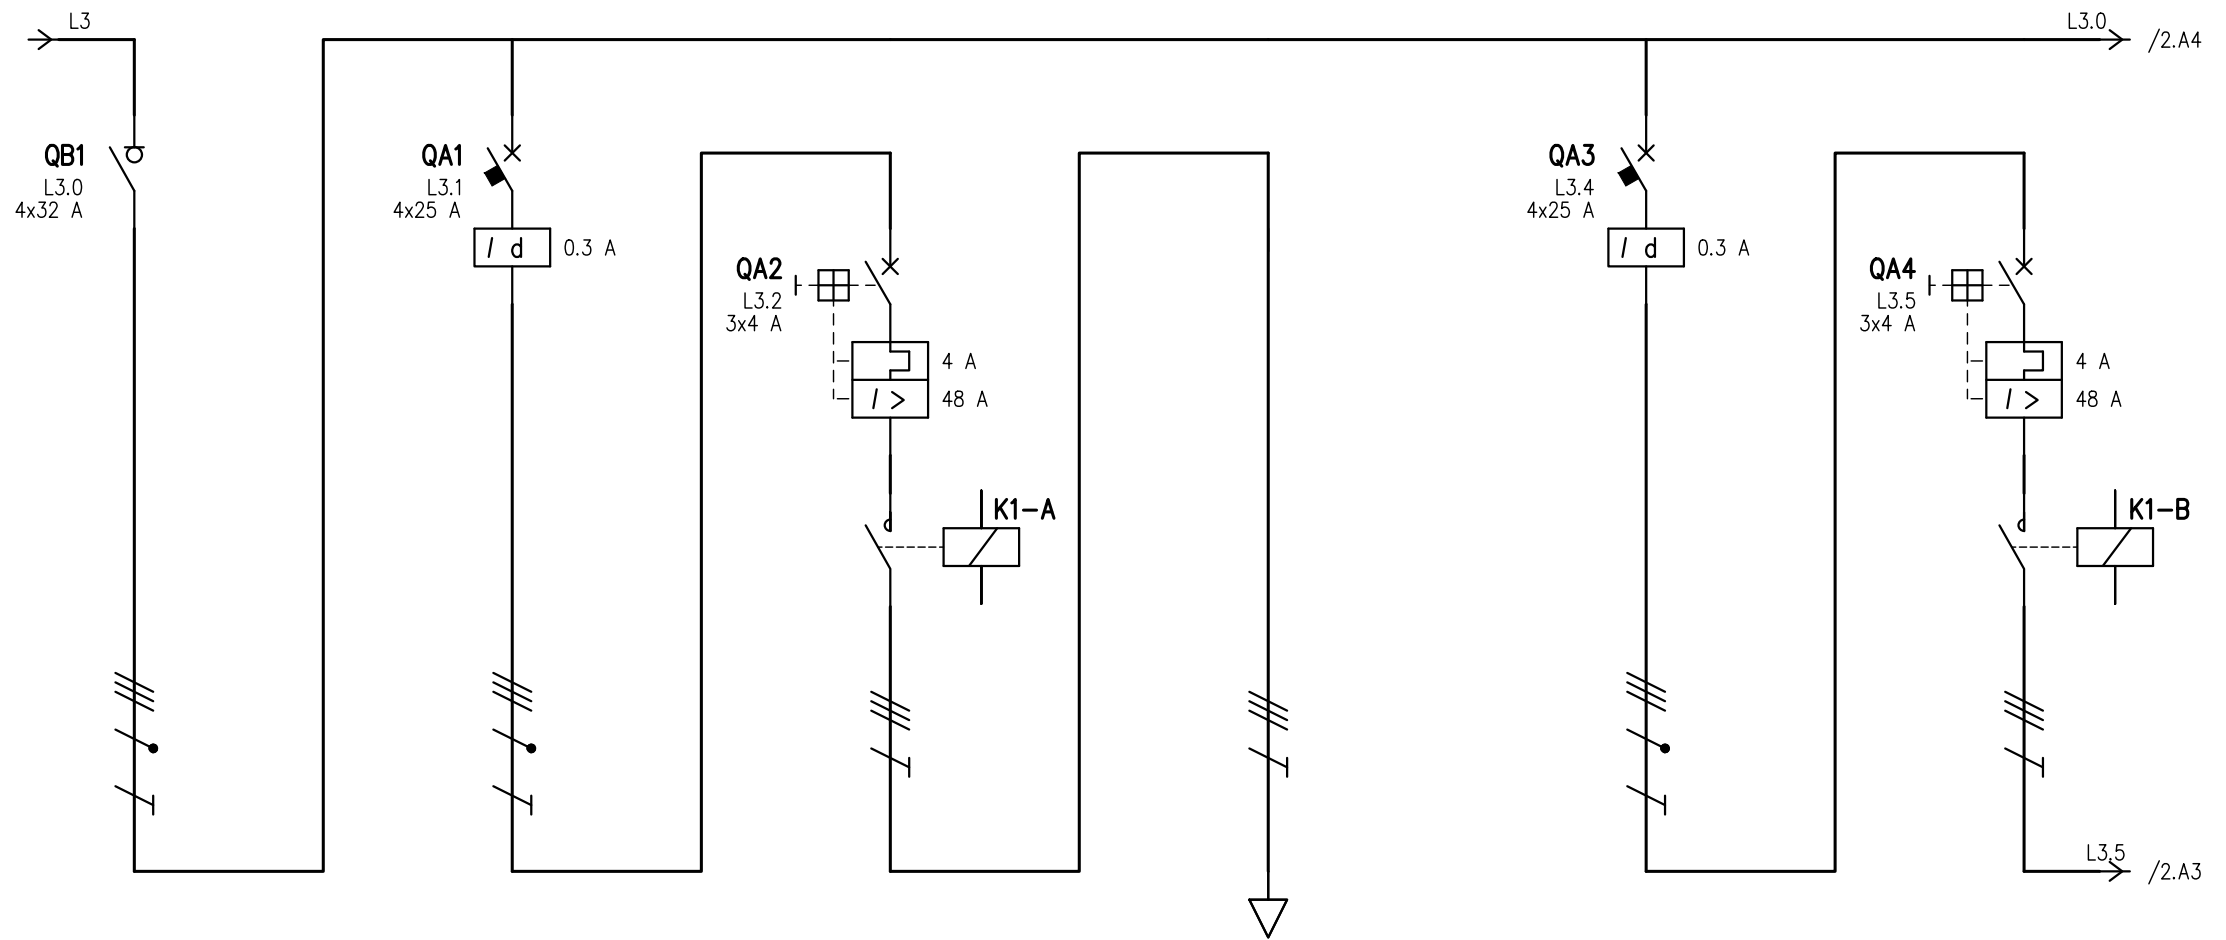 L3
L3.0
/2.A4
QB1
L3.0
4x32 A
QA1
L3.1
4x25 A
I d
0.3 A
QA2
L3.2
3x4 A
4 A
I >
48 A
K1-A
QA3
L3.4
4x25 A
I d
0.3 A
QA4
L3.5
3x4 A
4 A
I >
48 A
K1-B
L3.5
/2.A3